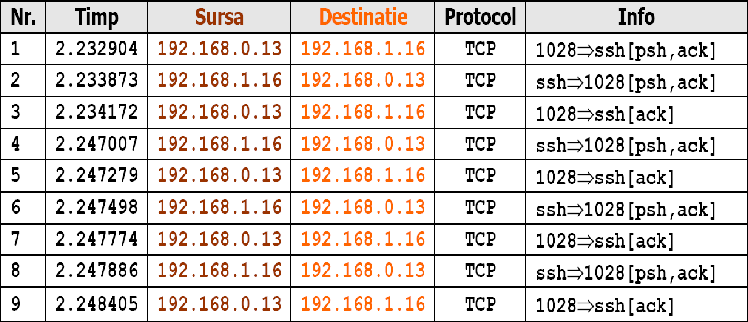 Nr. Timp Sursa Destinatie Protocol Info
1 2.232904 192.168.0.13 192.168.1.16 TCP 1028⇒ssh[psh,ack]
2 2.233873 192.168.1.16 192.168.0.13 TCP ssh⇒1028[psh,ack]
3 2.234172 192.168.0.13 192.168.1.16 TCP 1028⇒ssh[ack]
4 2.247007 192.168.1.16 192.168.0.13 TCP ssh⇒1028[psh,ack]
5 2.247279 192.168.0.13 192.168.1.16 TCP 1028⇒ssh[ack]
6 2.247498 192.168.1.16 192.168.0.13 TCP ssh⇒1028[psh,ack]
7 2.247774 192.168.0.13 192.168.1.16 TCP 1028⇒ssh[ack]
8 2.247886 192.168.1.16 192.168.0.13 TCP ssh⇒1028[psh,ack]
9 2.248405 192.168.0.13 192.168.1.16 TCP 1028⇒ssh[ack]